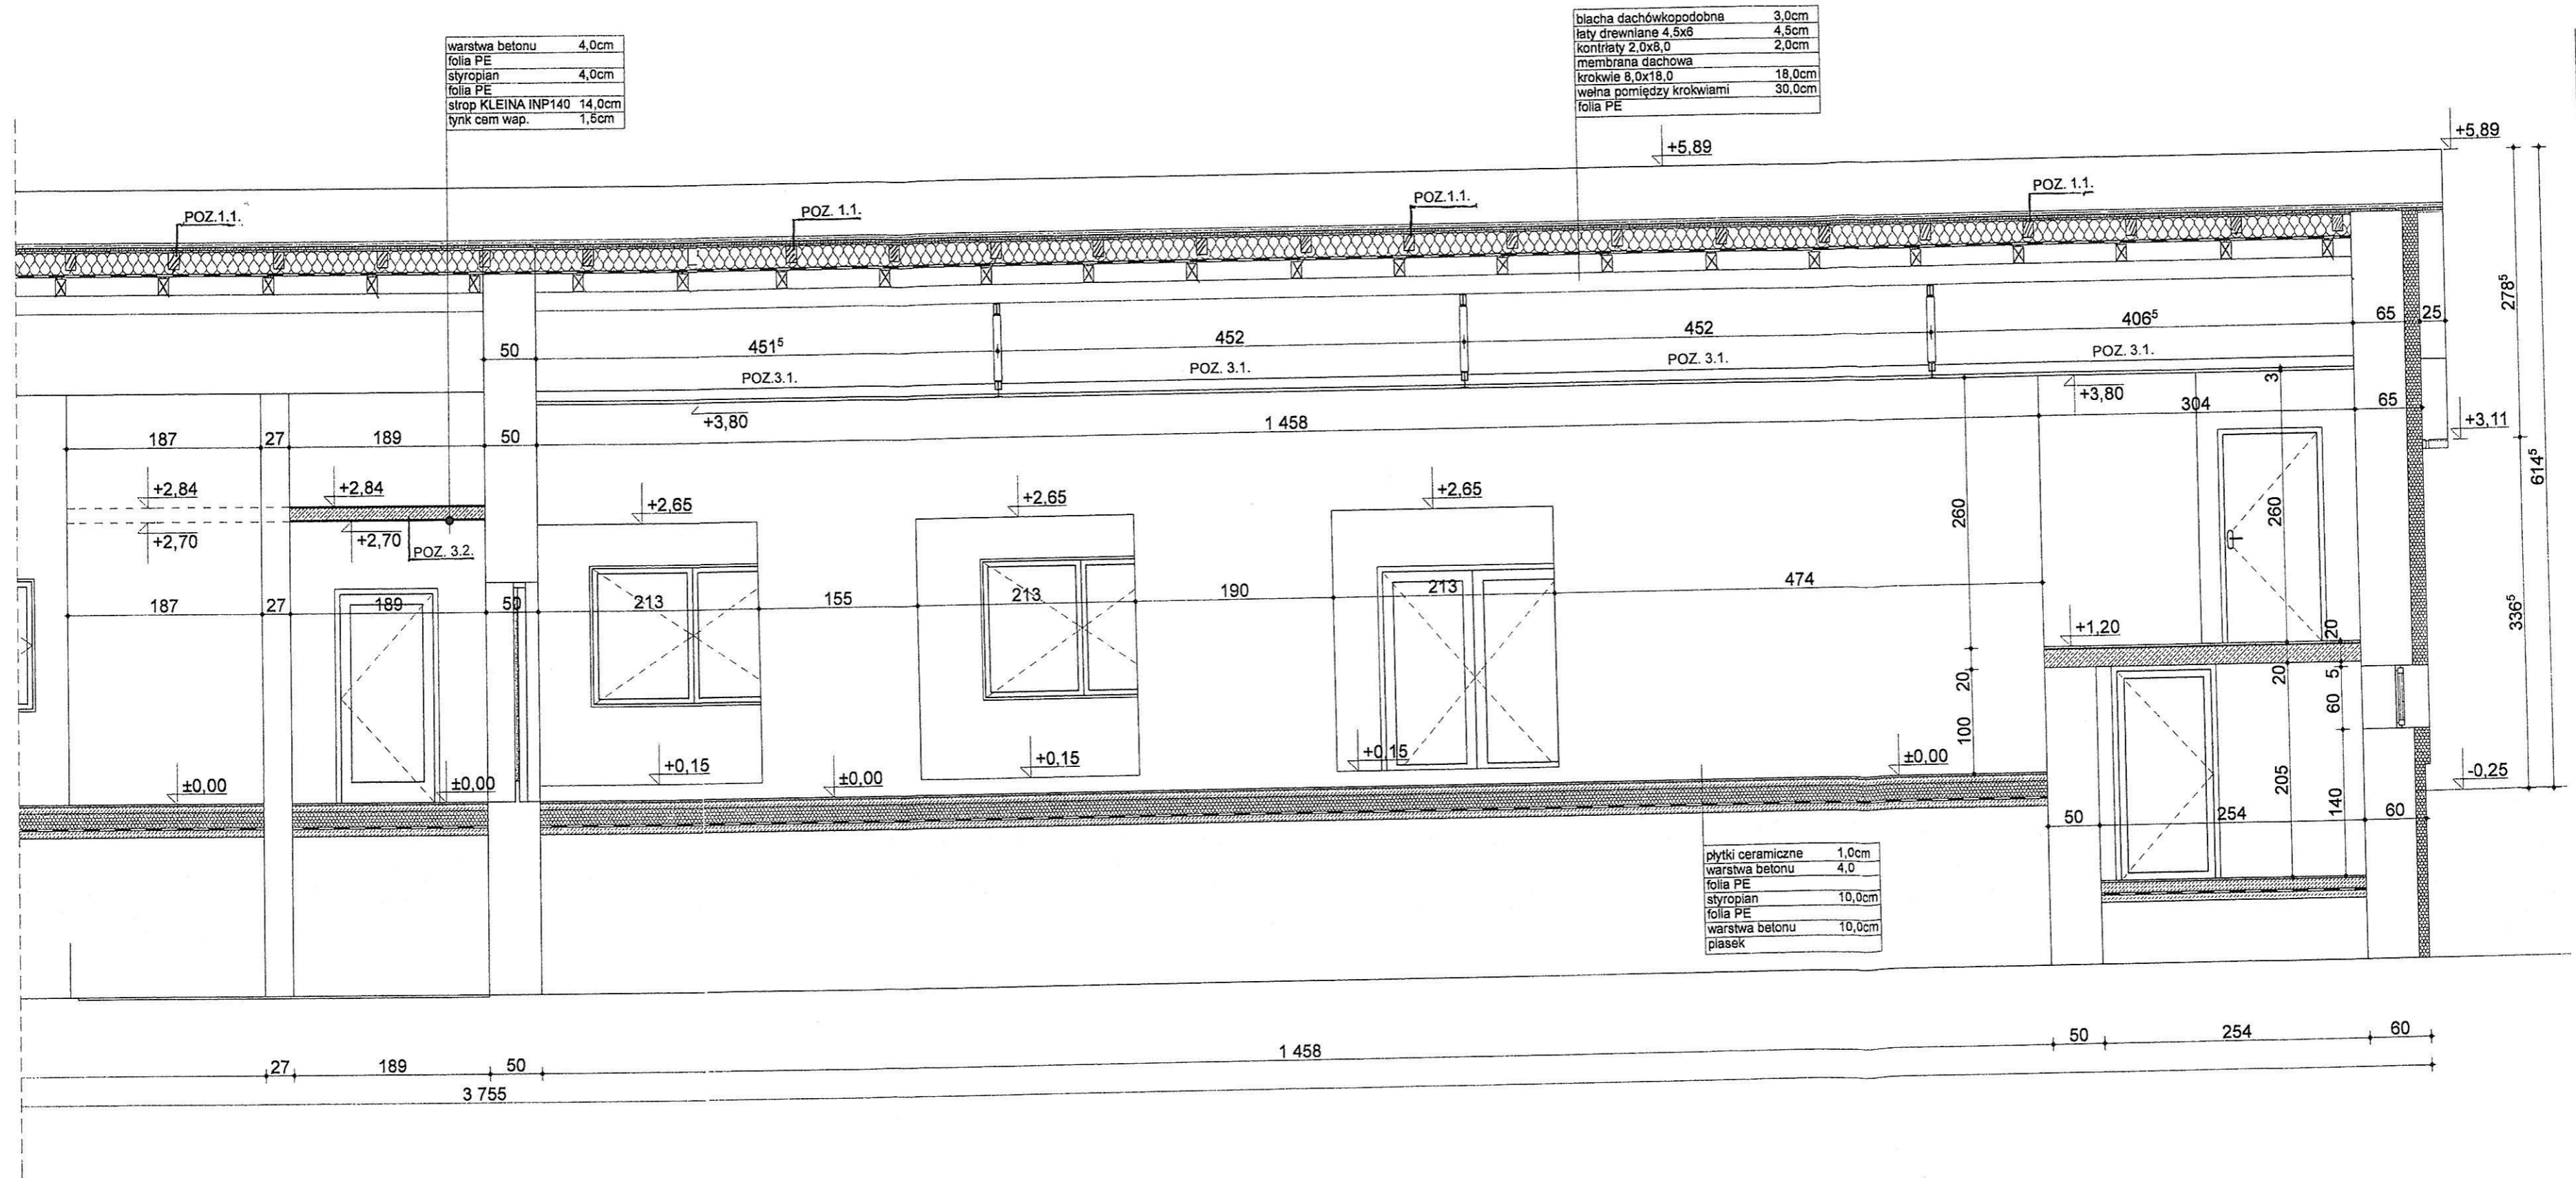 warstwa betonu 4,0cm
folia PE
styropian 4,0cm
folia PE
strop KLEINA INP140 14,0cm
tynk cem wap. 1,5cm
blacha dachówkopodobna 3,0cm
łaty drewniane 4,5x6 4,5cm
kontrłaty 2,0x8,0 2,0cm
membrana dachowa
krokwie 8,0x18,0 18,0cm
wełna pomiędzy krokwiami 30,0cm
folia PE
+5,89
+5,89
POZ.1.1.
POZ. 1.1.
POZ.1.1.
POZ. 1.1.
278⁵
50 451⁵ 452 452 406⁵ 65 25
POZ.3.1. POZ. 3.1. POZ. 3.1. POZ. 3.1.
3
+3,80
+3,80
187 27 189 50 1 458 304 65
+3,11
614⁵
+2,84
+2,84
+2,70
+2,70
POZ. 3.2.
+2,65
+2,65
+2,65
260
260
187 27 189 50 213 155 213 190 213 474
336⁵
+1,20
20
20
5
20
60
100
+0,15
+0,15
+0,15
±0,00
±0,00
±0,00
±0,00
-0,25
205
140
50 254 60
płytki ceramiczne 1,0cm
warstwa betonu 4,0
folia PE
styropian 10,0cm
folia PE
warstwa betonu 10,0cm
piasek
27 189 50 1 458 50 254 60
3 755